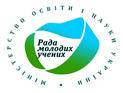 МІНІСТЕРСТВО ОСВІТИ І НАУКИ УКРАЇНИ
Рада
молодих
учених